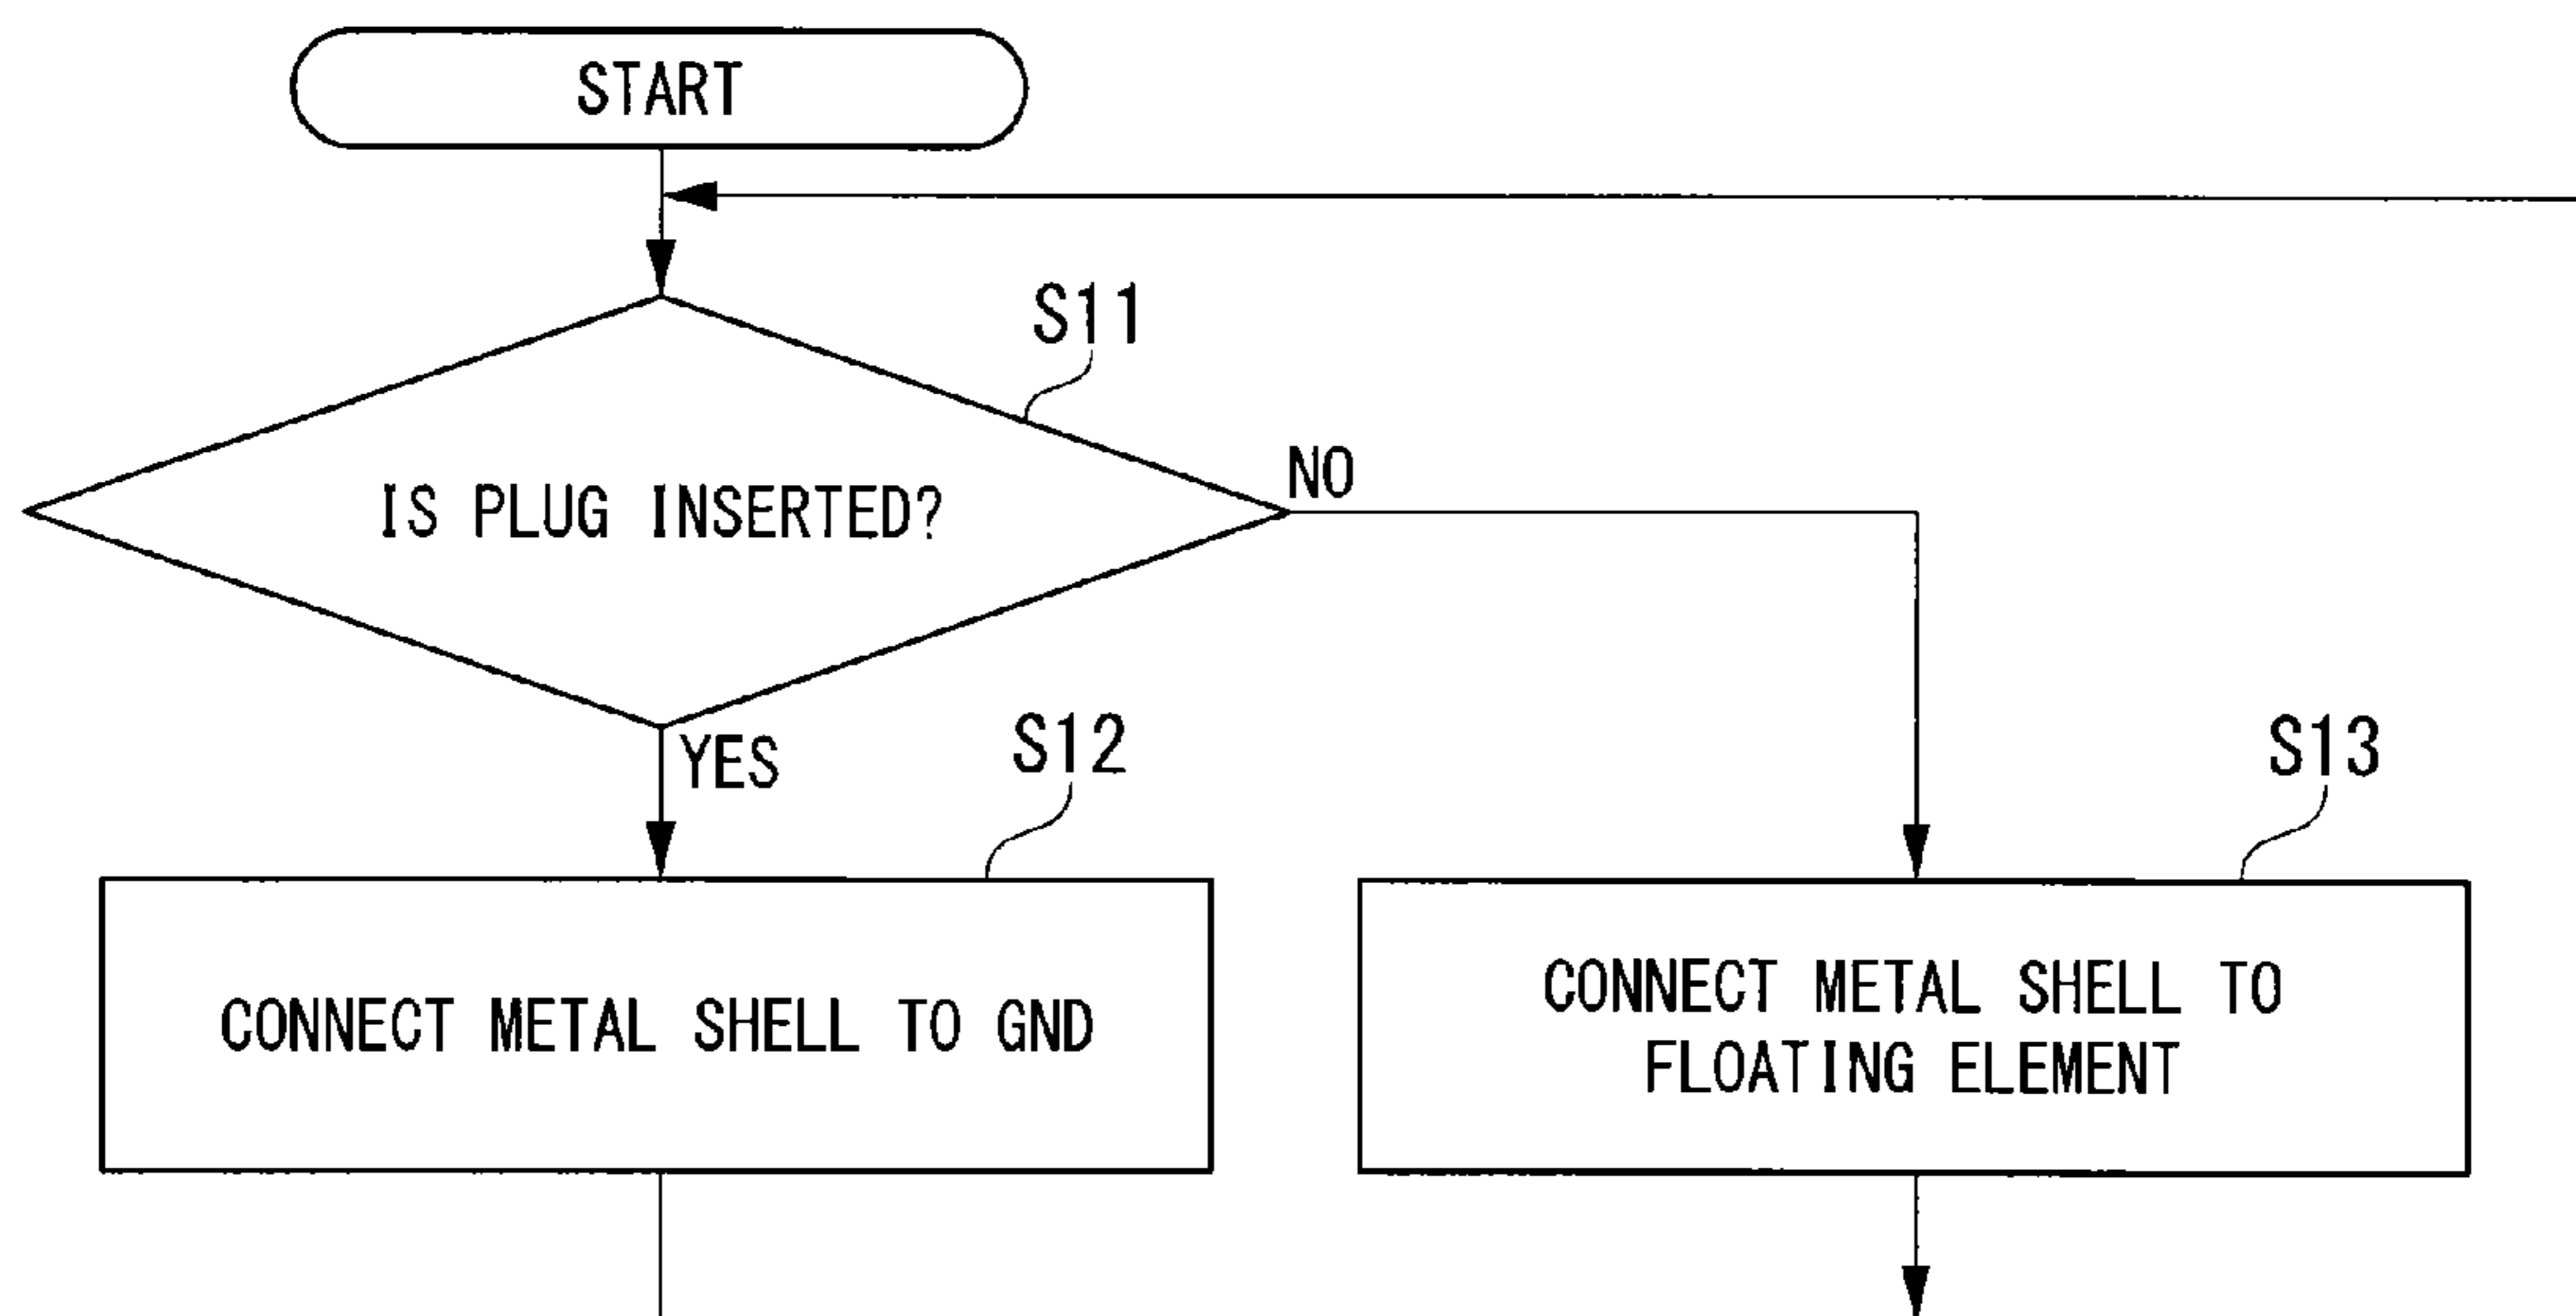 START
S11
IS PLUG INSERTED?
NO
YES
S12
S13
CONNECT METAL SHELL TO GND
CONNECT METAL SHELL TO
FLOATING ELEMENT